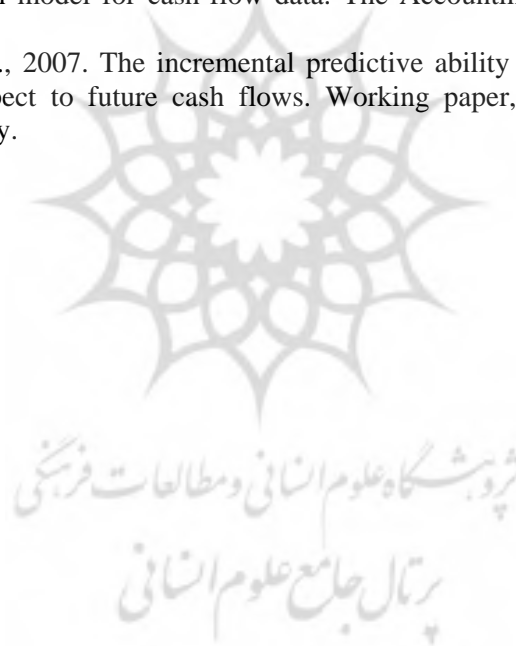 model for cash flow data. The Accountin
., 2007. The incremental predictive ability
pect to future cash flows. Working paper,
y.
پژوهشگاه علوم انسانی و مطالعات فرهنگی
پرتال جامع علوم انسانی